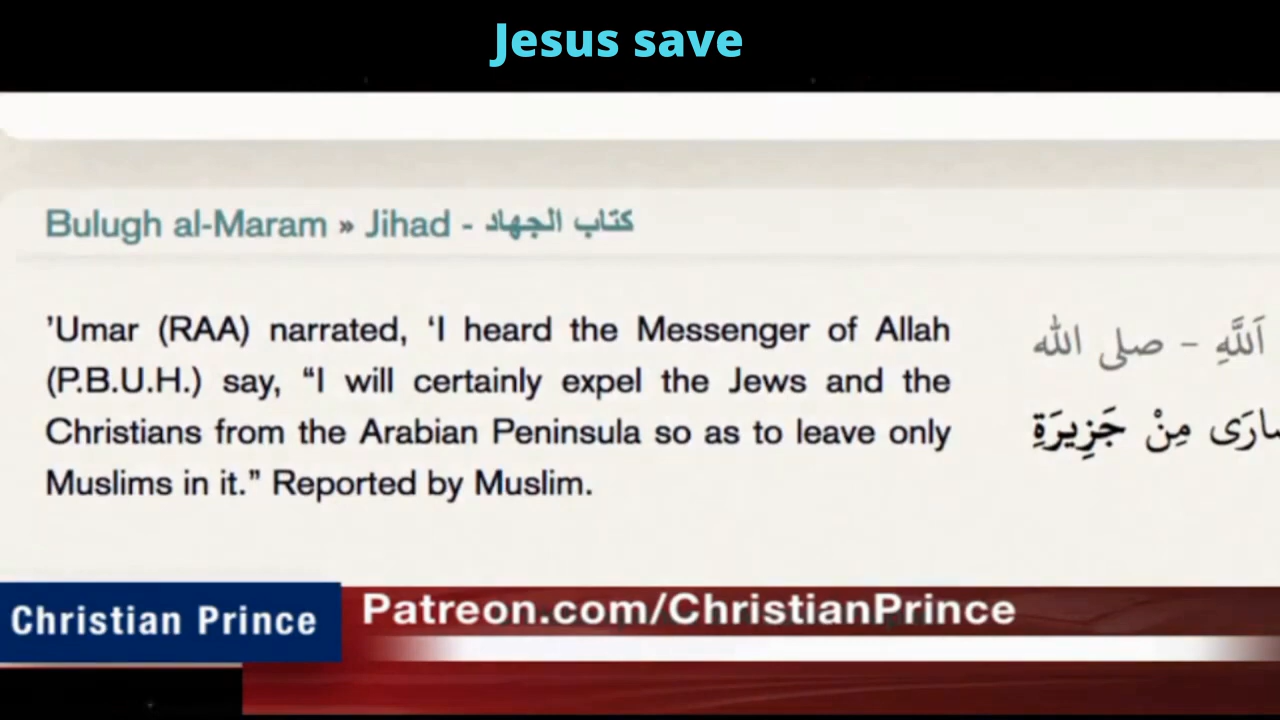 Jesus save
Bulugh al-Maram » Jihad - كتاب الجهاد
’Umar (RAA) narrated, ‘I heard the Messenger of Allah
(P.B.U.H.) say, “I will certainly expel the Jews and the
Christians from the Arabian Peninsula so as to leave only
Muslims in it.” Reported by Muslim.
اَللَّهِ - صلى الله
مِنْ جَزِيرَةِ
Christian Prince
Patreon.com/ChristianPrince